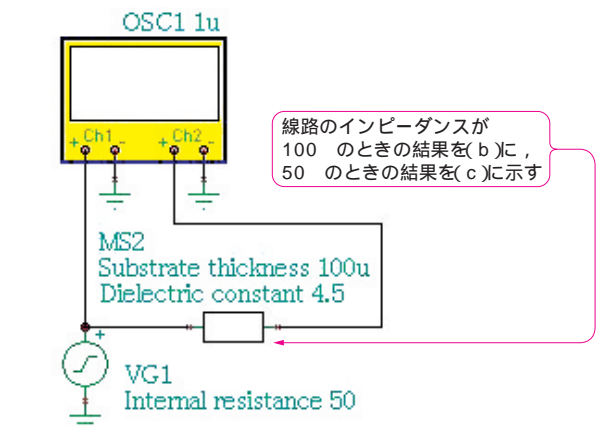 OSC1 1u
+ Ch1 -
+ Ch2 -
線路のインピーダンスが
100 のときの結果を(b)に，
50 のときの結果を(c)に示す
MS2
Substrate thickness 100u
Dielectric constant 4.5
+
VG1
Internal resistance 50